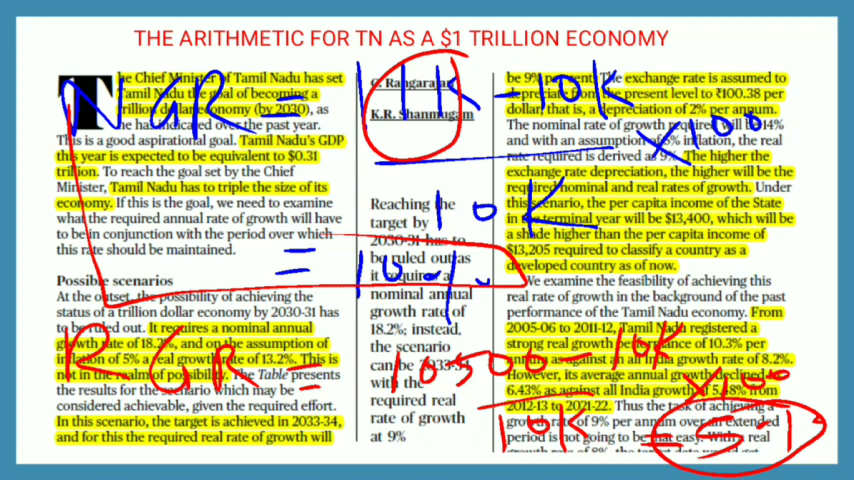 THE ARITHMETIC FOR TN AS A $1 TRILLION ECONOMY
The Chief Minister of Tamil Nadu has set
Tamil Nadu the goal of becoming a
trillion dollar economy (by 2030), as
he has indicated over the past year.
This is a good aspirational goal. Tamil Nadu's GDP
this year is expected to be equivalent to $0.31
trillion. To reach the goal set by the Chief
Minister, Tamil Nadu has to triple the size of its
economy. If this is the goal, we need to examine
what the required annual rate of growth will have
to be in conjunction with the period over which
this rate should be maintained.
Possible scenarios
At the outset, the possibility of achieving the
status of a trillion dollar economy by 2030-31 has
to be ruled out. It requires a nominal annual
growth rate of 18.2%, and on the assumption of
inflation of 5% a real growth rate of 13.2%. This is
not in the realm of possibility. The Table presents
the results for the scenario which may be
considered achievable, given the required effort.
In this scenario, the target is achieved in 2033-34,
and for this the required real rate of growth will
C. Rangarajan
K.R. Shanmugam
Reaching the
target by
2030-31 has to
be ruled out as
it requires a
nominal annual
growth rate of
18.2%; instead,
the scenario
can be 2033-34
with the
required real
rate of growth
at 9%
be 9% per cent. The exchange rate is assumed to
depreciate from the present level to ₹100.38 per
dollar, that is, a depreciation of 2% per annum.
The nominal rate of growth required will be 14%
and with an assumption of 5% inflation, the real
rate required is derived as 9%. The higher the
exchange rate depreciation, the higher will be the
required nominal and real rates of growth. Under
this scenario, the per capita income of the State
in the terminal year will be $13,400, which will be
a shade higher than the per capita income of
$13,205 required to classify a country as a
developed country as of now.
We examine the feasibility of achieving this
real rate of growth in the background of the past
performance of the Tamil Nadu economy. From
2005-06 to 2011-12, Tamil Nadu registered a
strong real growth performance of 10.3% per
annum as against an all India growth rate of 8.2%.
However, its average annual growth declined to
6.43% as against all India growth of 5.48% from
2012-13 to 2021-22. Thus the task of achieving a
growth rate of 9% per annum over an extended
period is not going to be that easy. With a real
NGR = 11K - 10K
X100
10K
= 10%
RGR = 10500 - 10K
X100
10K